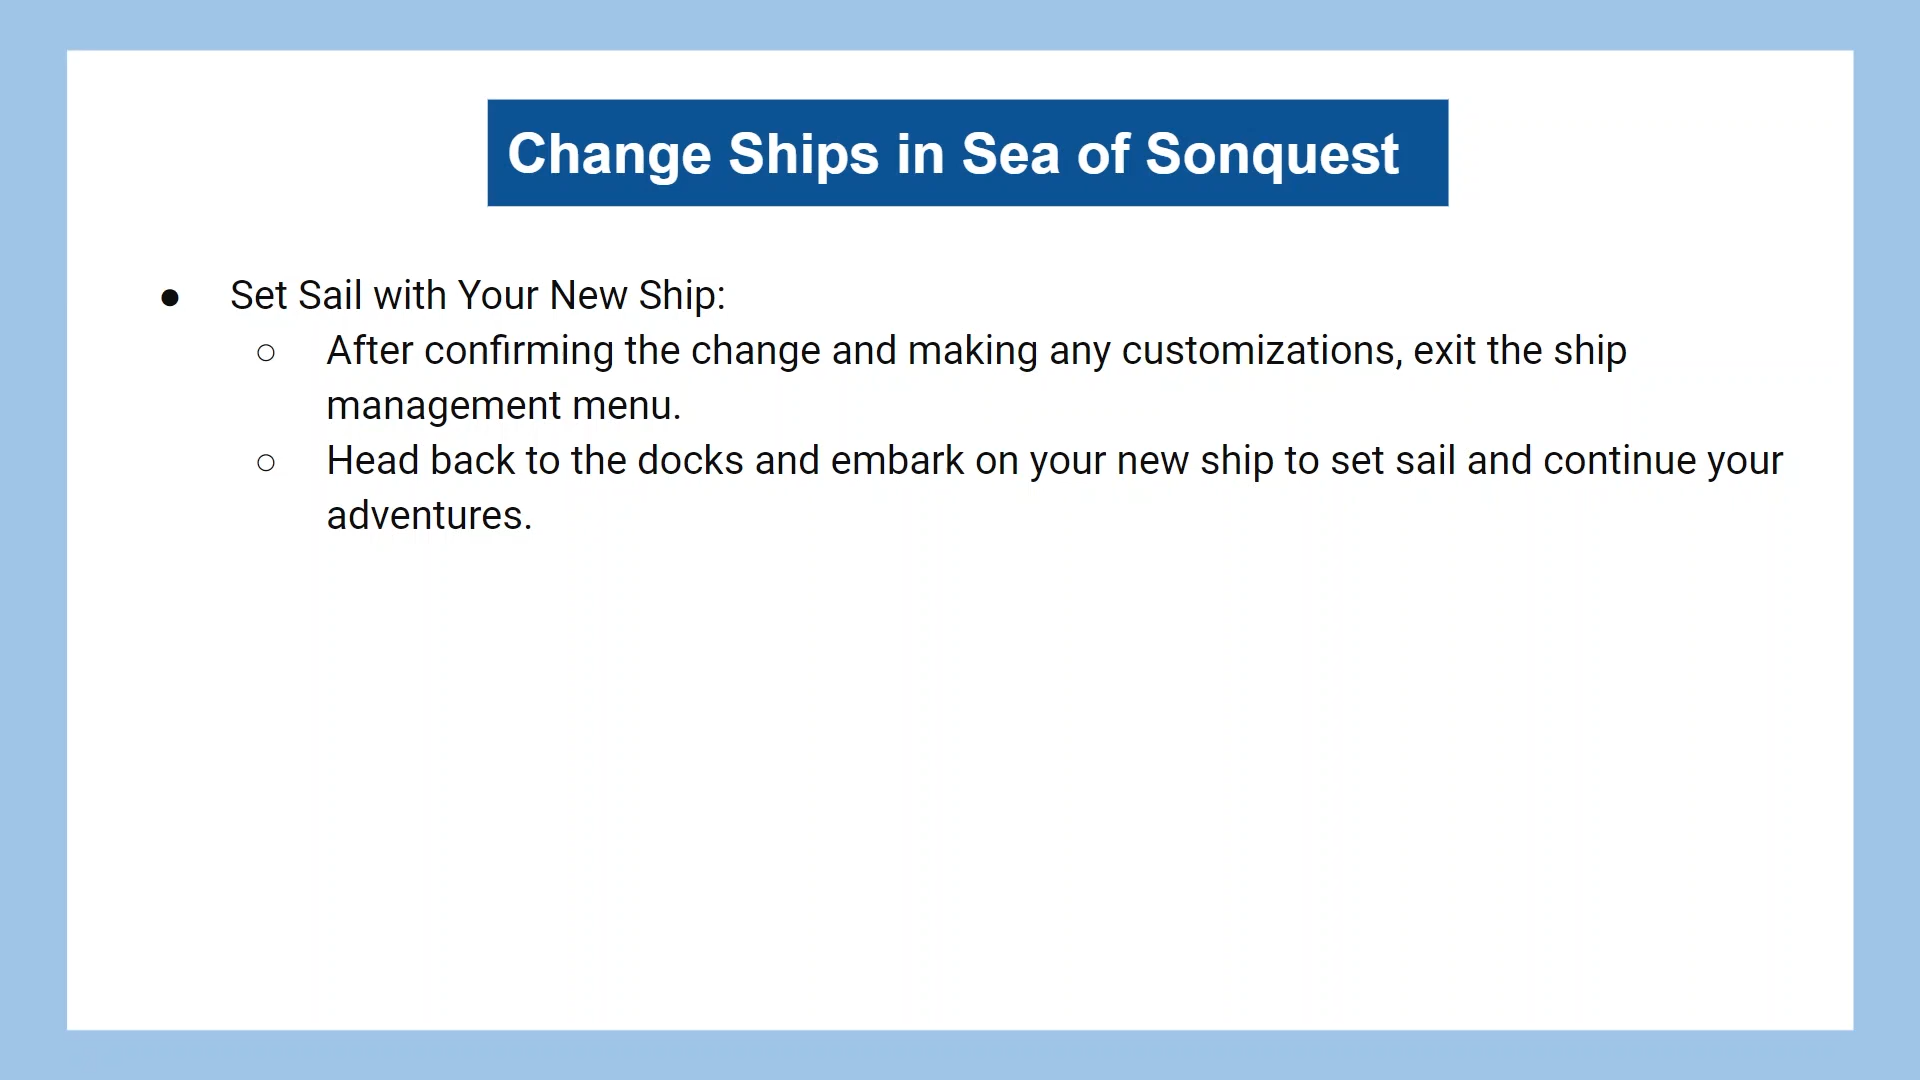 Change Ships in Sea of Sonquest
● Set Sail with Your New Ship:
○ After confirming the change and making any customizations, exit the ship
management menu.
○ Head back to the docks and embark on your new ship to set sail and continue your
adventures.